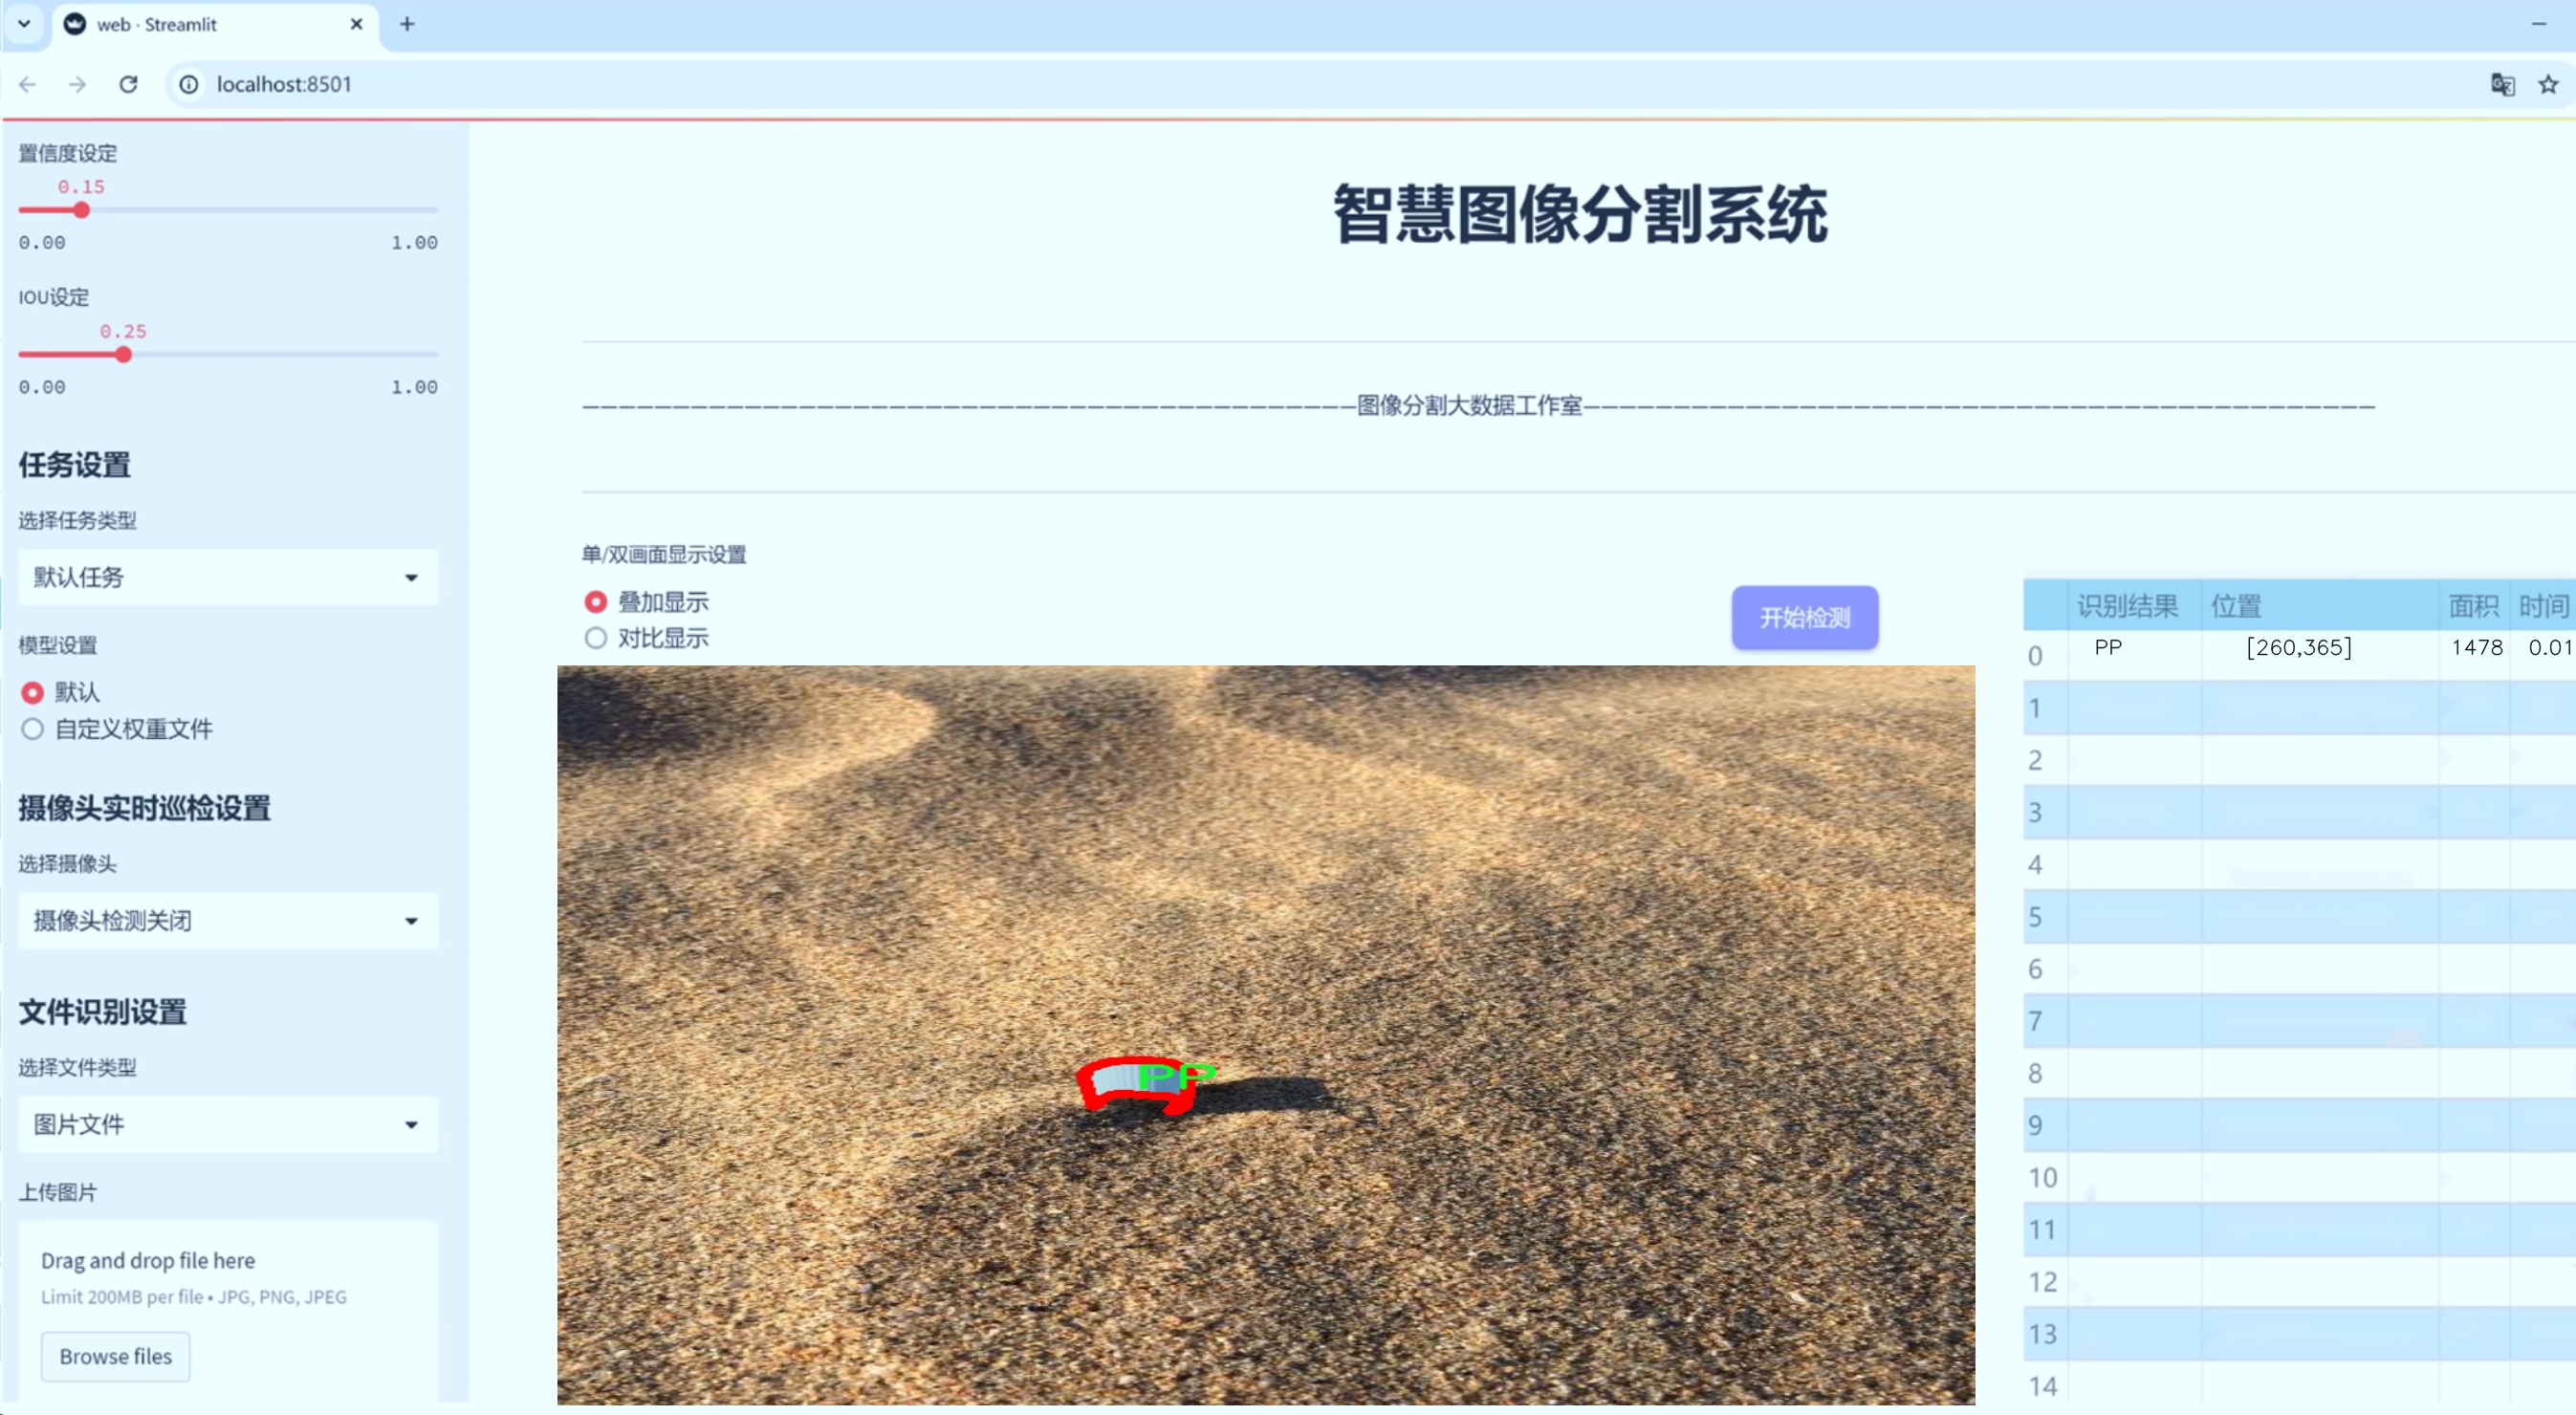 web · Streamlit
localhost:8501
置信度设定
0.15
0.00 1.00
IOU设定
0.25
0.00 1.00
任务设置
选择任务类型
默认任务
模型设置
默认
自定义权重文件
摄像头实时巡检设置
选择摄像头
摄像头检测关闭
文件识别设置
选择文件类型
图片文件
上传图片
Drag and drop file here
Limit 200MB per file • JPG, PNG, JPEG
Browse files
智慧图像分割系统
图像分割大数据工作室
单/双画面显示设置
叠加显示
对比显示
开始检测
PP
识别结果 位置 面积 时间
0 PP [260,365] 1478 0.01
1
2
3
4
5
6
7
8
9
10
11
12
13
14